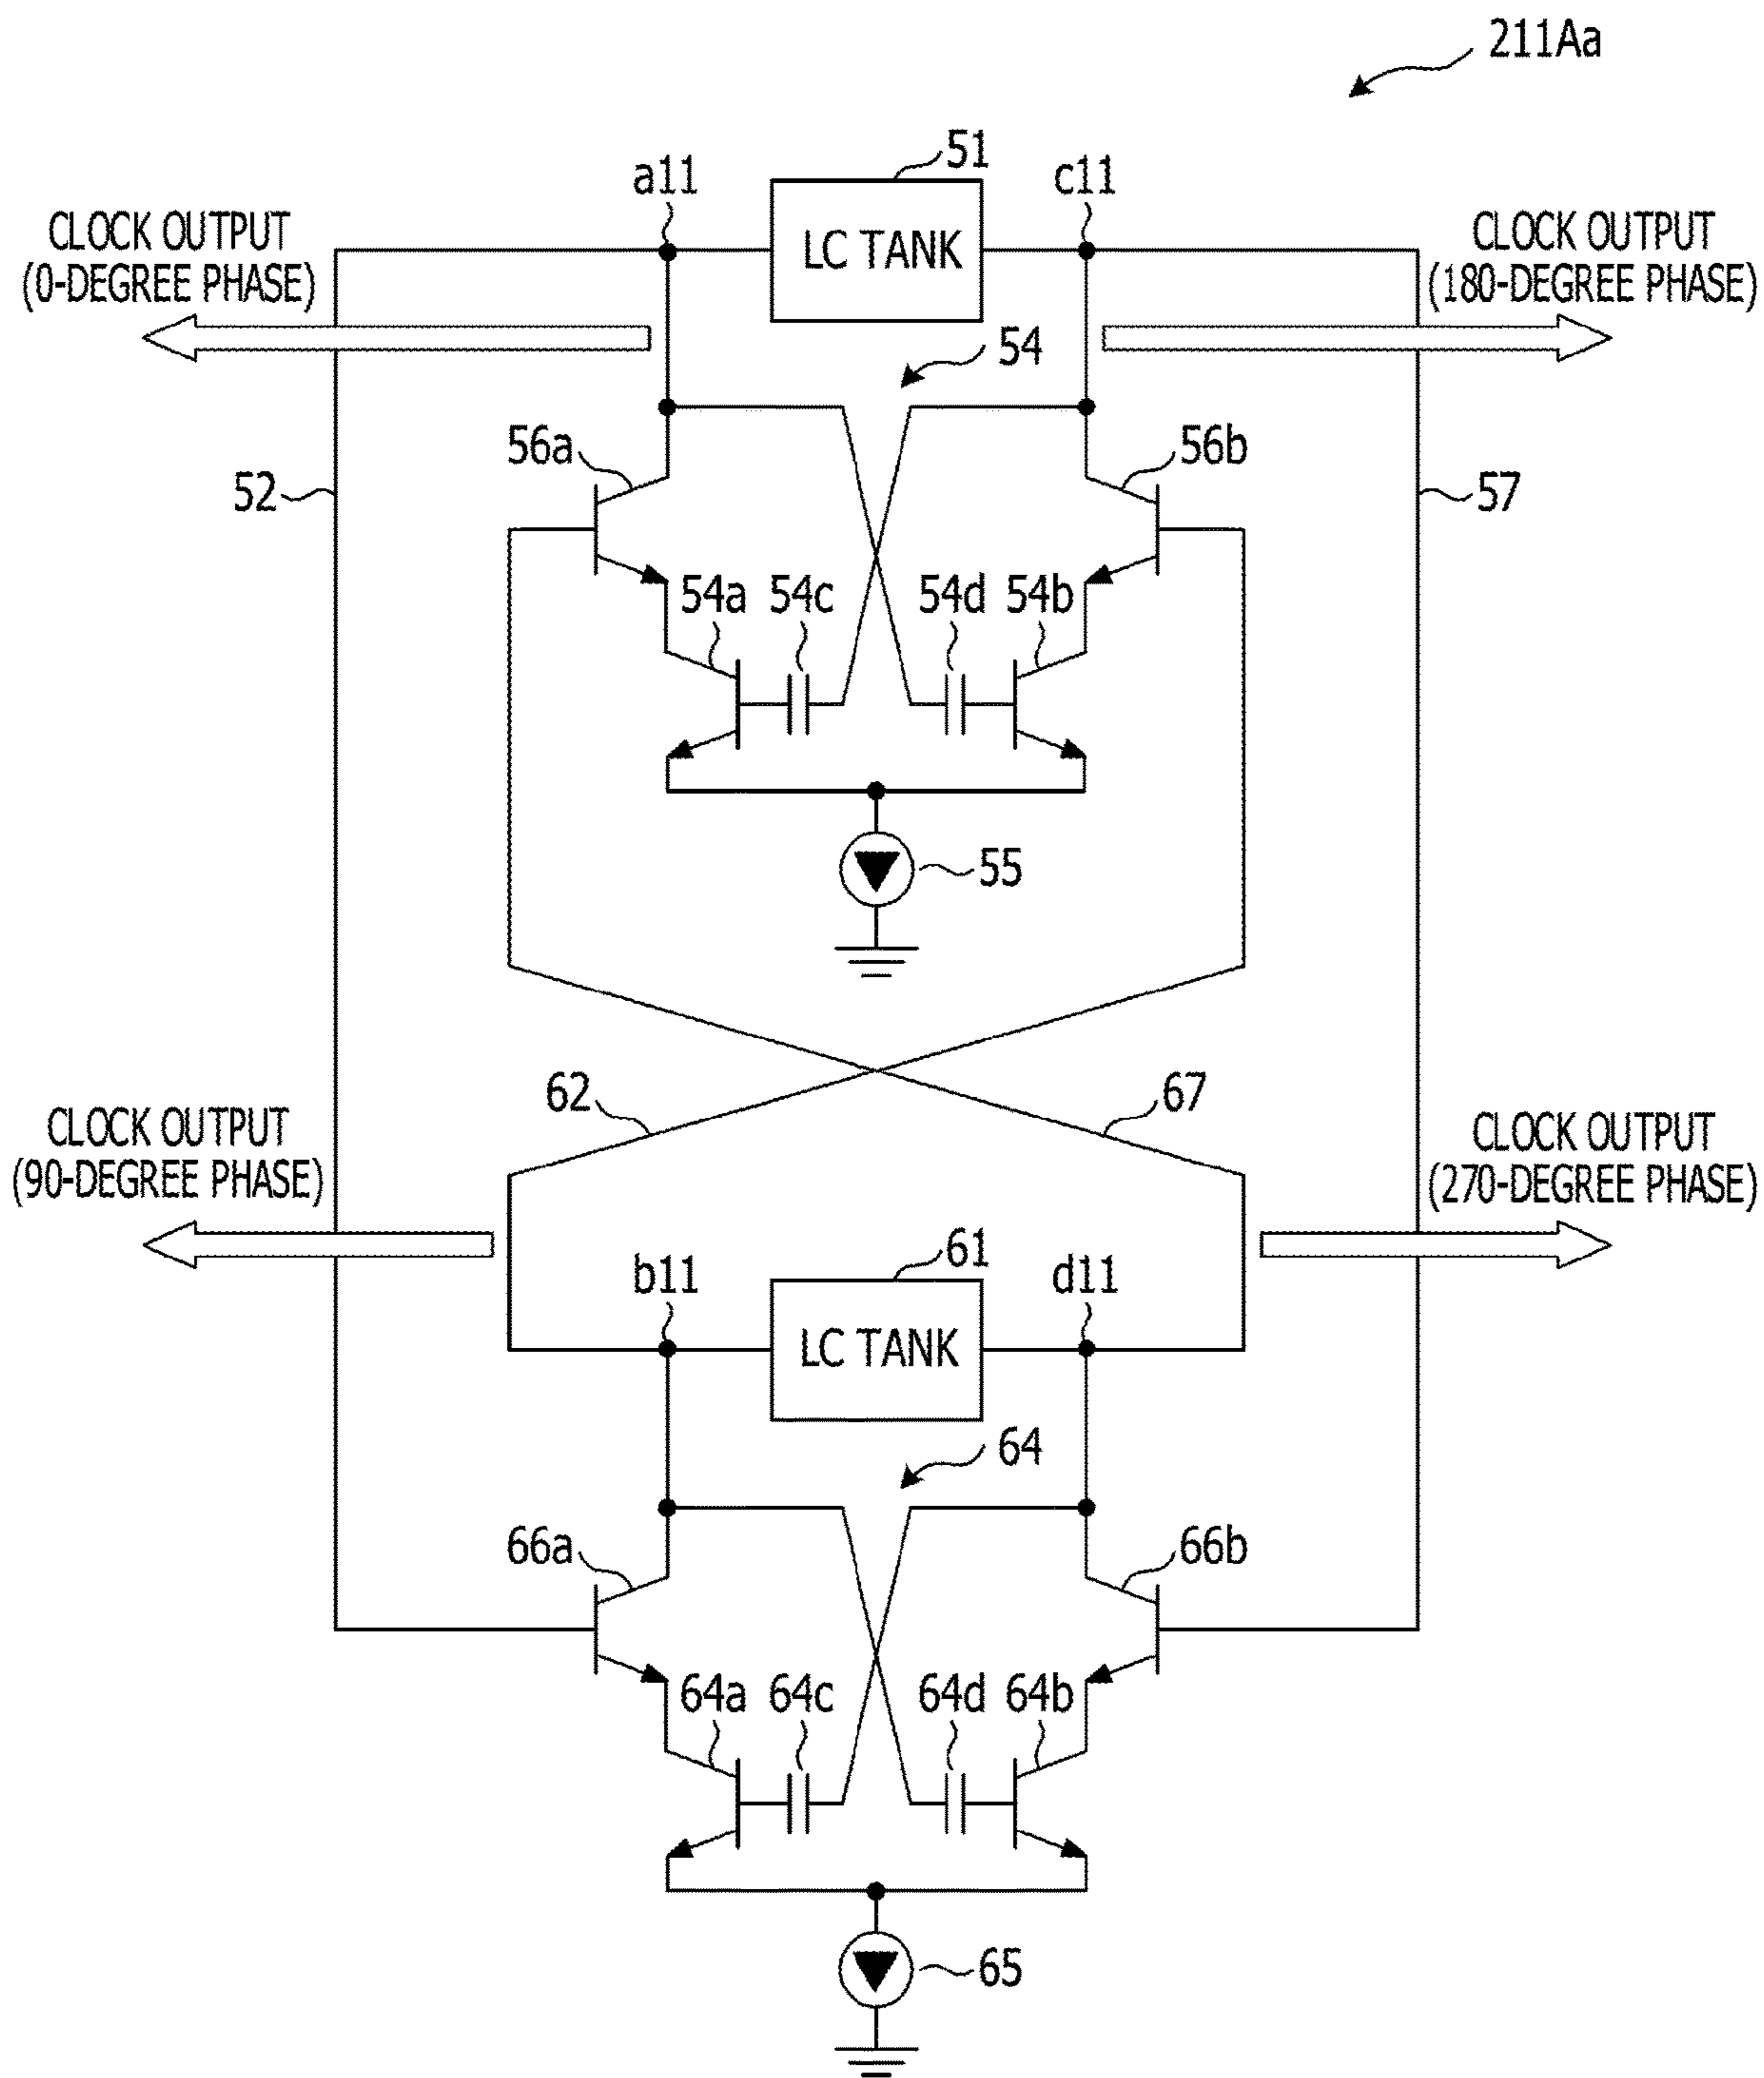 211Aa
51
a11
c11
CLOCK OUTPUT
(0-DEGREE PHASE)
LC TANK
CLOCK OUTPUT
(180-DEGREE PHASE)
54
56a
56b
52
57
54a
54c
54d
54b
55
62
67
CLOCK OUTPUT
(90-DEGREE PHASE)
CLOCK OUTPUT
(270-DEGREE PHASE)
61
b11
d11
LC TANK
64
66a
66b
64a
64c
64d
64b
65